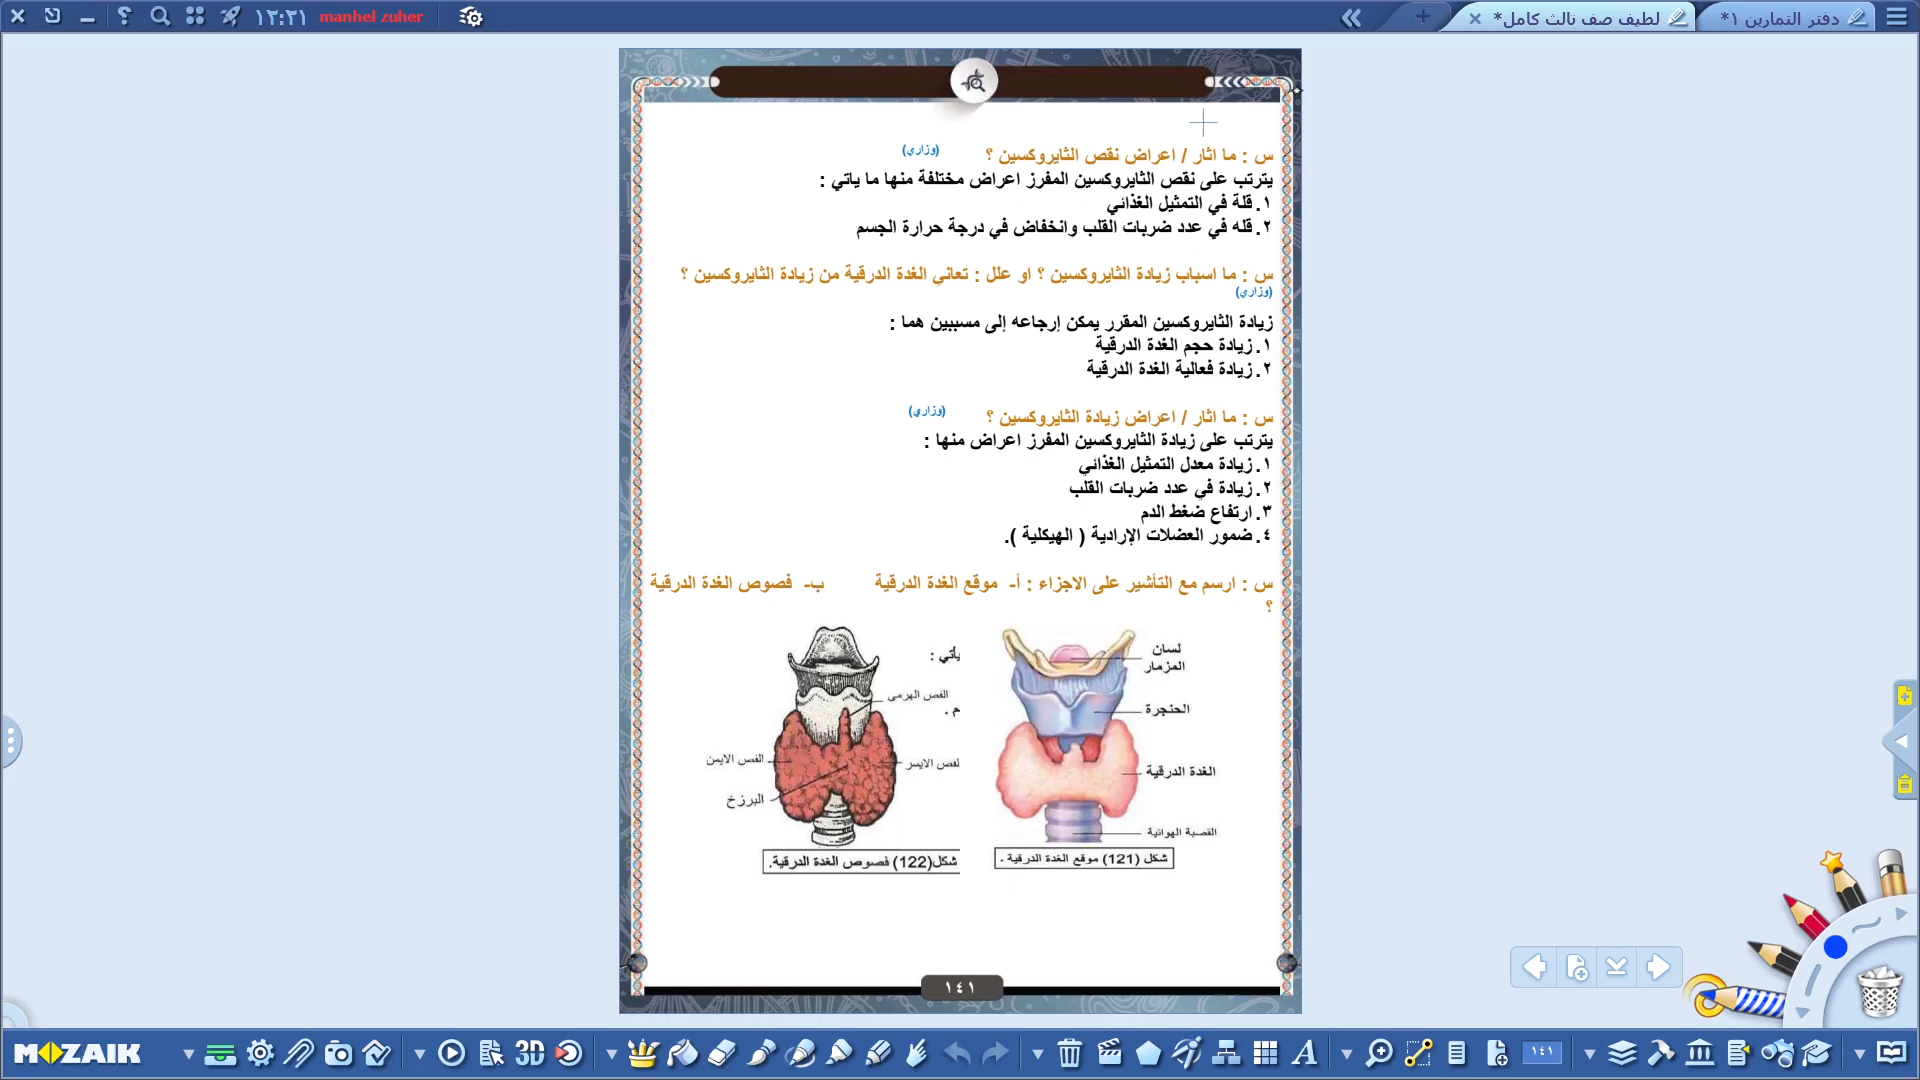 manhel zuher
١٢:٢١
لطيف صف ثالث كامل*
دفتر التمارين ١*
س : ما اثار / اعراض نقص الثايروكسين ؟ (وزاري)
يترتب على نقص الثايروكسين المفرز اعراض مختلفة منها ما ياتي :
١. قلة في التمثيل الغذائي
٢. قله في عدد ضربات القلب وانخفاض في درجة حرارة الجسم
س : ما اسباب زيادة الثايروكسين ؟ او علل : تعاني الغدة الدرقية من زيادة الثايروكسين ؟
(وزاري)
زيادة الثايروكسين المقرر يمكن إرجاعه إلى مسببين هما :
١. زيادة حجم الغدة الدرقية
٢. زيادة فعالية الغدة الدرقية
س : ما اثار / اعراض زيادة الثايروكسين ؟ (وزاري)
يترتب على زيادة الثايروكسين المفرز اعراض منها :
١. زيادة معدل التمثيل الغذائي
٢. زيادة في عدد ضربات القلب
٣. ارتفاع ضغط الدم
٤. ضمور العضلات الإرادية ( الهيكلية ).
س : ارسم مع التأشير على الاجزاء : أ- موقع الغدة الدرقية ب- فصوص الغدة الدرقية
؟
لسان
المزمار
الحنجرة
الغدة الدرقية
القصبة الهوائية
شكل (121) موقع الغدة الدرقية .
يأتي :
الفص الهرمي
م .
لفص الايسر
الفص الايمن
البرزخ
شكل(122) فصوص الغدة الدرقية.
١٤١
MOZAIK
3D
A
١٤١